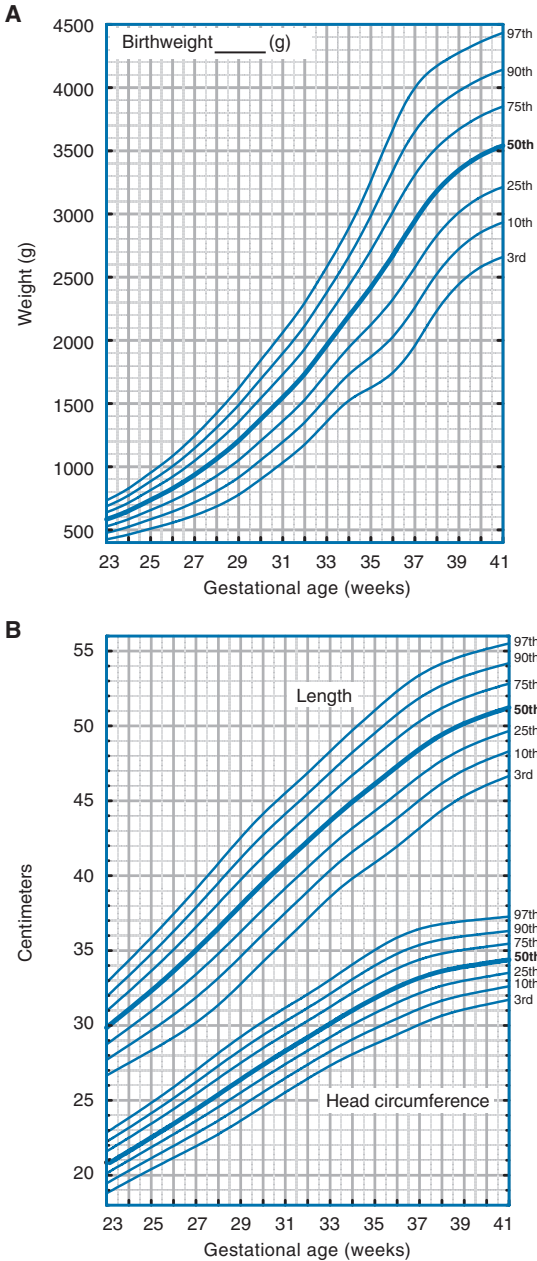 A
Birthweight_____ (g)
4500
4000
3500
3000
2500
2000
1500
1000
500
Weight (g)
97th
90th
75th
50th
25th
10th
3rd
23 25 27 29 31 33 35 37 39 41
Gestational age (weeks)
B
55
50
45
40
35
30
25
20
Centimeters
Length
97th
90th
75th
50th
25th
10th
3rd
97th
90th
75th
50th
25th
10th
3rd
Head circumference
23 25 27 29 31 33 35 37 39 41
Gestational age (weeks)